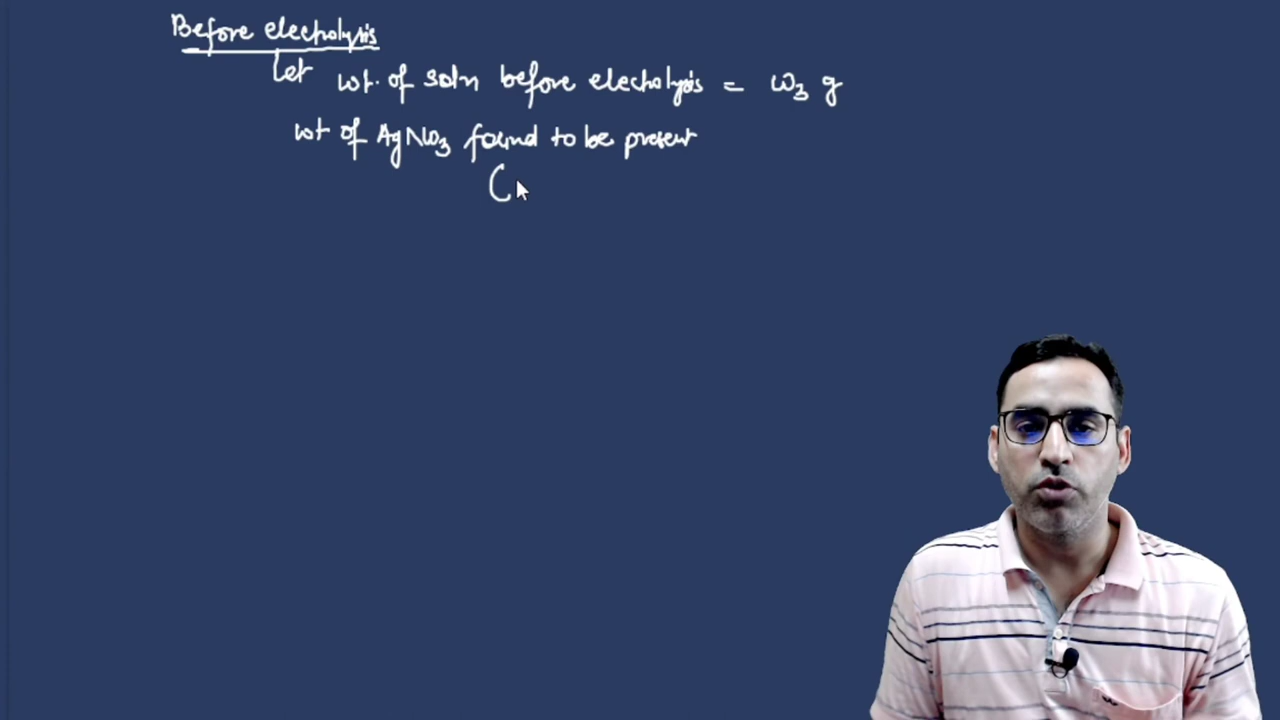 Before electrolysis
Let wt. of soln before electrolysis = w₃ g
wt of AgNO₃ found to be present
(